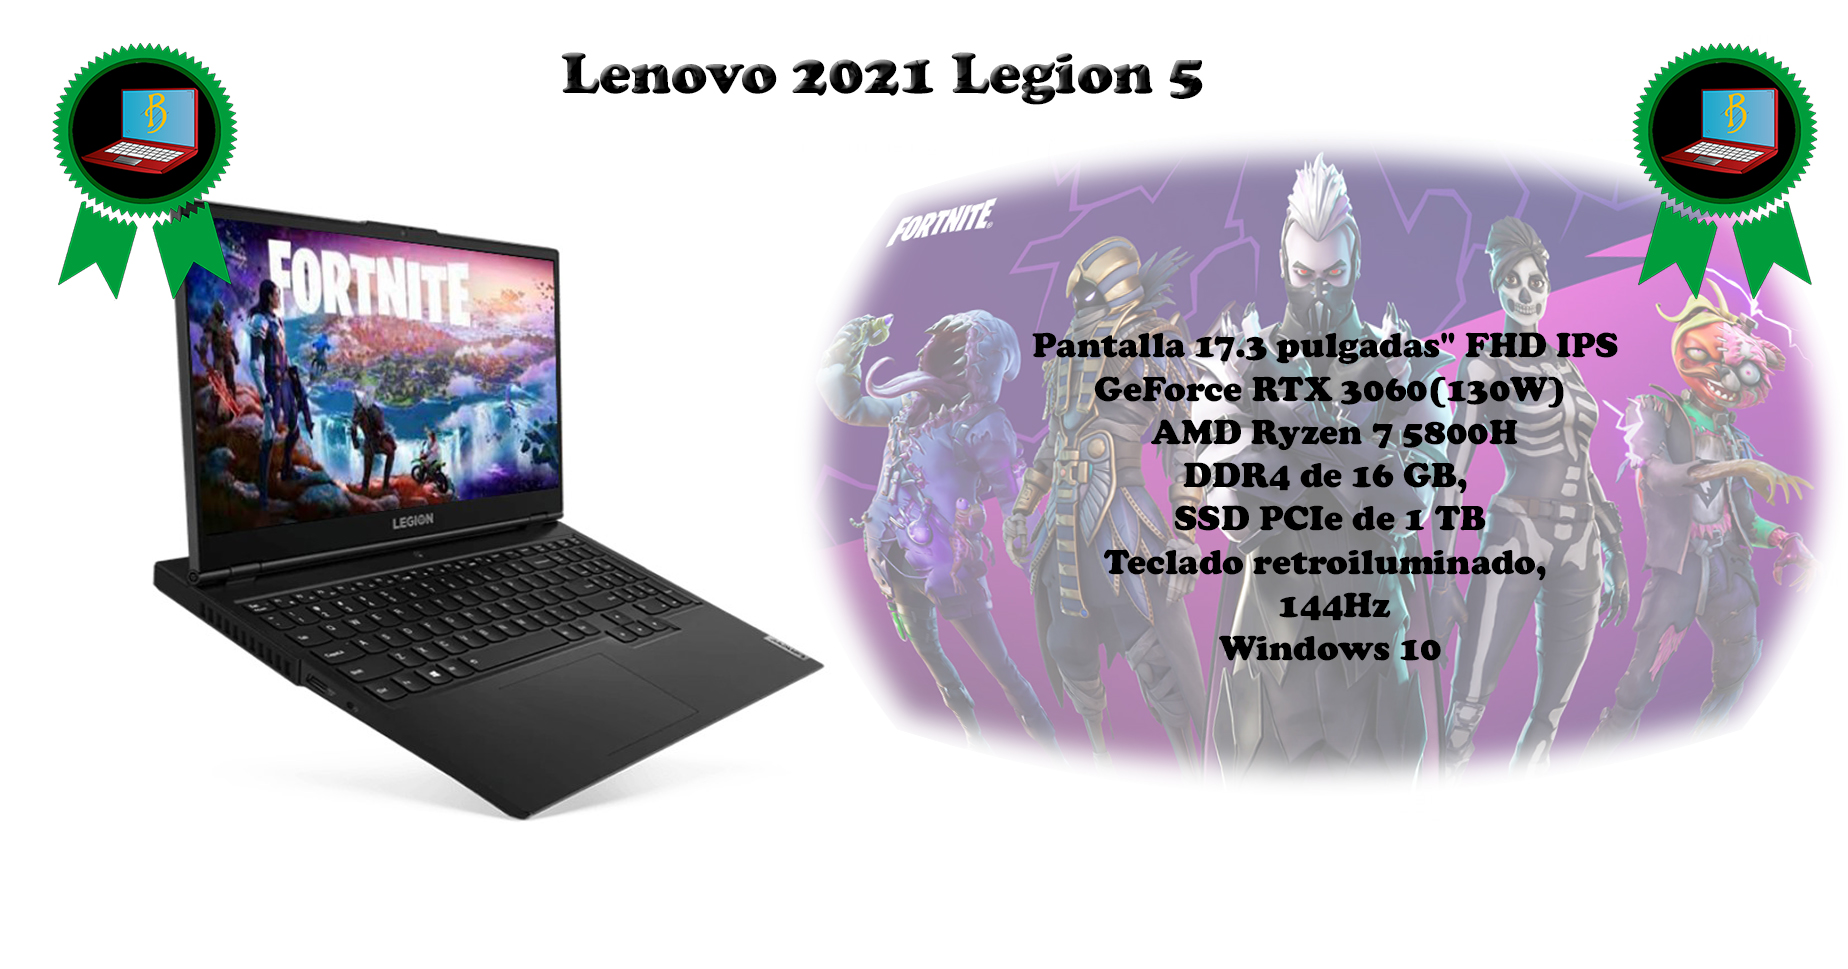 Lenovo 2021 Legion 5
B
B
FORTNITE
FORTNITE
LEGION
Pantalla 17.3 pulgadas" FHD IPS
GeForce RTX 3060(130W)
AMD Ryzen 7 5800H
DDR4 de 16 GB,
SSD PCIe de 1 TB
Teclado retroiluminado,
144Hz
Windows 10